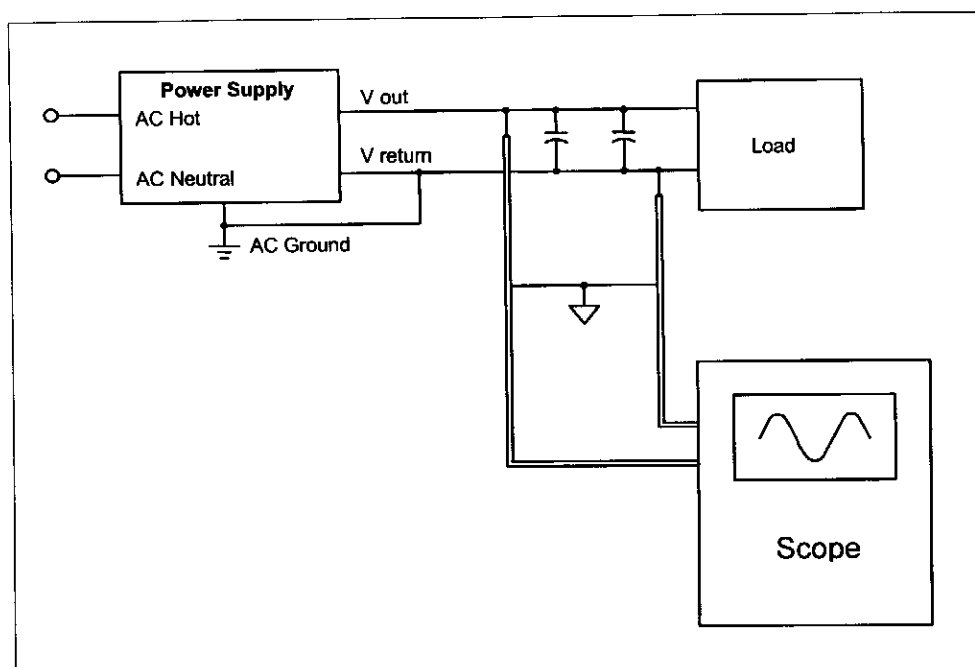 Power Supply
AC Hot
AC Neutral
V out
V return
AC Ground
Load
Scope